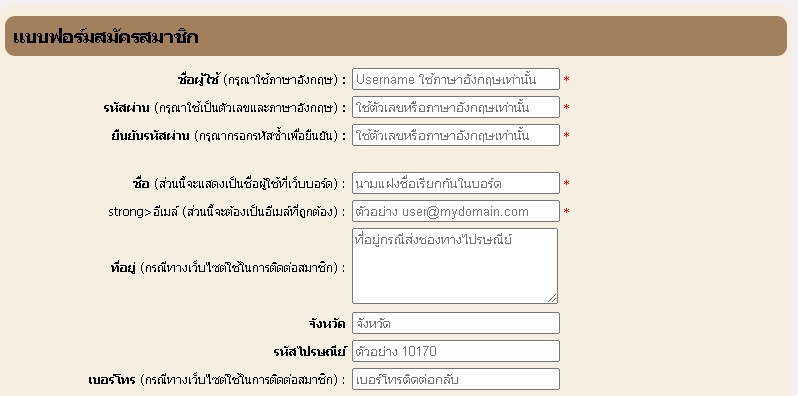 แบบฟอร์มสมัครสมาชิก
ชื่อผู้ใช้ (กรุณาใช้ภาษาอังกฤษ) : Username ใช้ภาษาอังกฤษเท่านั้น *
รหัสผ่าน (กรุณาใช้เป็นตัวเลขและภาษาอังกฤษ) : ใช้ตัวเลขหรือภาษาอังกฤษเท่านั้น *
ยืนยันรหัสผ่าน (กรุณากรอกรหัสซ้ำเพื่อยืนยัน) : ใช้ตัวเลขหรือภาษาอังกฤษเท่านั้น *
ชื่อ (ส่วนนี้จะแสดงเป็นชื่อผู้ใช้ที่เว็บบอร์ด) : นามแฝงชื่อเรียกกันในบอร์ด *
strong>อีเมล์ (ส่วนนี้จะต้องเป็นอีเมล์ที่ถูกต้อง) : ตัวอย่าง user@mydomain.com *
ที่อยู่ (กรณีทางเว็บไซต์ใช้ในการติดต่อสมาชิก) : ที่อยู่กรณีส่งของทางไปรษณีย์
จังหวัด จังหวัด
รหัสไปรษณีย์ ตัวอย่าง 10170
เบอร์โทร (กรณีทางเว็บไซต์ใช้ในการติดต่อสมาชิก) : เบอร์โทรติดต่อกลับ